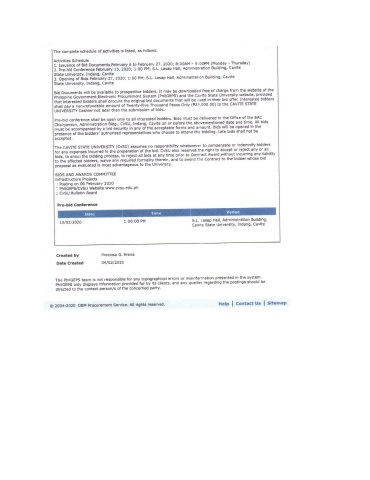 The complete schedule of activities is listed, as follows:
Activities Schedule
1. Issuance of Bid Documents February 6 to February 27, 2020; 8:00AM – 5:00PM (Monday - Thursday)
2. Pre-bid Conference February 13, 2020; 1:00 PM; S.L. Lasap Hall, Administration Building, Cavite
State University, Indang, Cavite
3. Opening of Bids February 27, 2020; 1:00 PM; S.L. Lasap Hall, Administration Building, Cavite
State University, Indang, Cavite
Bid Documents will be available to prospective bidders. It may be downloaded free of charge from the website of the
Philippine Government Electronic Procurement System (PhilGEPS) and the Cavite State University website, provided
that interested bidders shall procure the original bid documents that will be used in their bid offer. Interested bidders
shall pay a non-refundable amount of Twenty-Five Thousand Pesos Only (P25,000.00) to the CAVITE STATE
UNIVERSITY Cashier not later than the submission of bids.
Pre-bid conference shall be open only to all interested bidders. Bids must be delivered to the Office of the BAC
Chairperson, Administration Bldg., CvSU, Indang, Cavite on or before the abovementioned date and time. All bids
must be accompanied by a bid security in any of the acceptable forms and amount. Bids will be opened in the
presence of the bidders' authorized representatives who choose to attend the bidding. Late bids shall not be
accepted.
The CAVITE STATE UNIVERSITY (CvSU) assumes no responsibility whatsoever to compensate or indemnify bidders
for any expenses incurred in the preparation of the bid. CvSU also reserves the right to accept or reject any or all
bids, to annul the bidding process, to reject all bids at any time prior to Contract Award without incurring any liability
to the affected bidders, waive any required formality therein, and to award the Contract to the bidder whose bid
proposal as evaluated is most advantageous to the University.
BIDS AND AWARDS COMMITTEE
Infrastructure Projects
: Posting on 06 February 2020
: PhilGEPS/CvSU Website www.cvsu.edu.ph
: CvSU Bulletin Board
Pre-bid Conference
Date Time Venue
13/02/2020 1:00:00 PM S.L. Lasap Hall, Administration Building,
Cavite State University, Indang, Cavite
Created by Preciosa G.
Date Created 04/02/2020
The PhilGEPS team is not responsible for any typographical errors or misinformation presented in the system.
PhilGEPS only displays information provided for by its clients, and any queries regarding the postings should be
directed to the contact person/s of the concerned party.
© 2004-2020 DBM Procurement Service. All rights reserved. Help | Contact Us | Sitemap